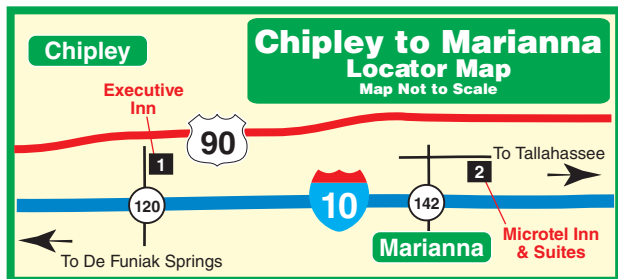 Chipley to Marianna
Locator Map
Map Not to Scale
Chipley
Executive
Inn
90
1
To Tallahassee
2
120
10
142
Marianna
Microtel Inn
& Suites
To De Funiak Springs